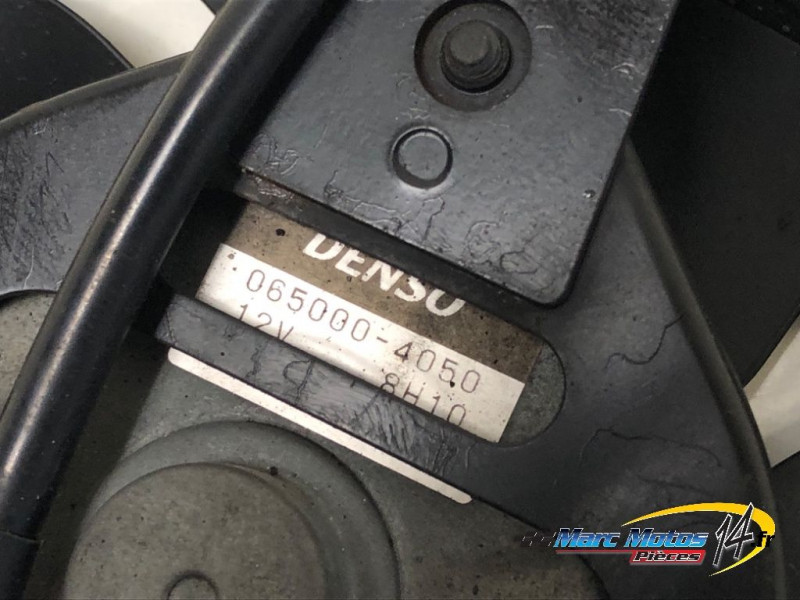 DENSO
065000-4050
12V 8H10
Marc Motos 14.fr
Pièces